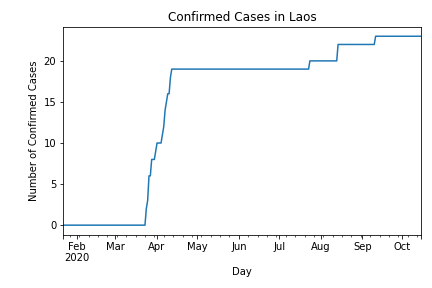 Confirmed Cases in Laos
Number of Confirmed Cases
20
15
10
5
0
Feb Mar Apr May Jun Jul Aug Sep Oct
2020
Day